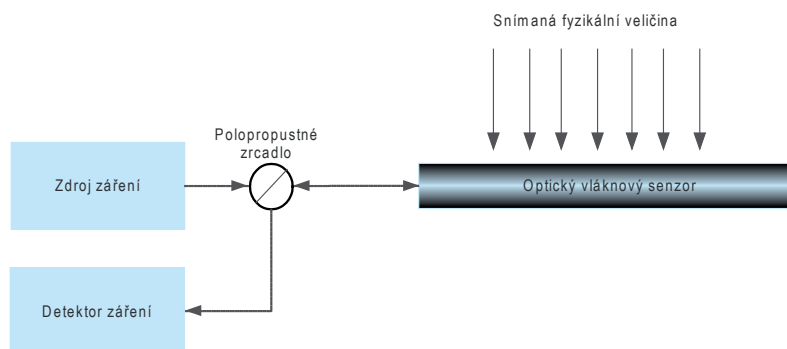 Snímaná fyzikální veličina
Polopropustné
zrcadlo
Zdroj záření
Optický vláknový senzor
Detektor záření